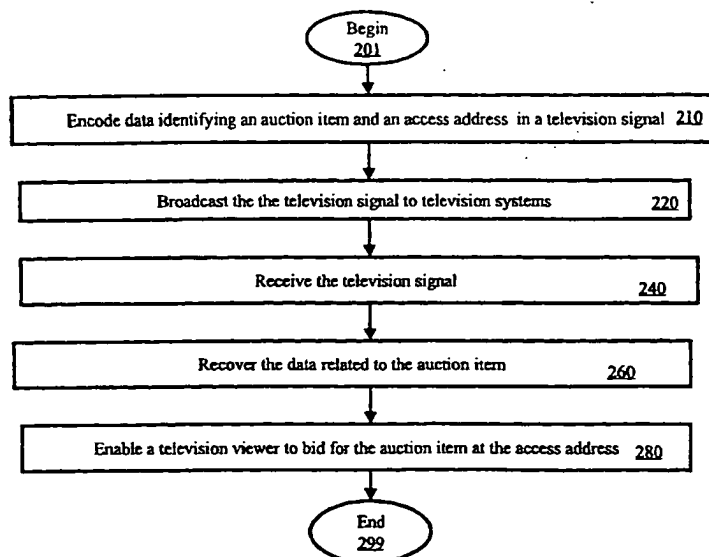 Begin
201
Encode data identifying an auction item and an access address in a television signal 210
Broadcast the the television signal to television systems 220
Receive the television signal 240
Recover the data related to the auction item 260
Enable a television viewer to bid for the auction item at the access address 280
End
299